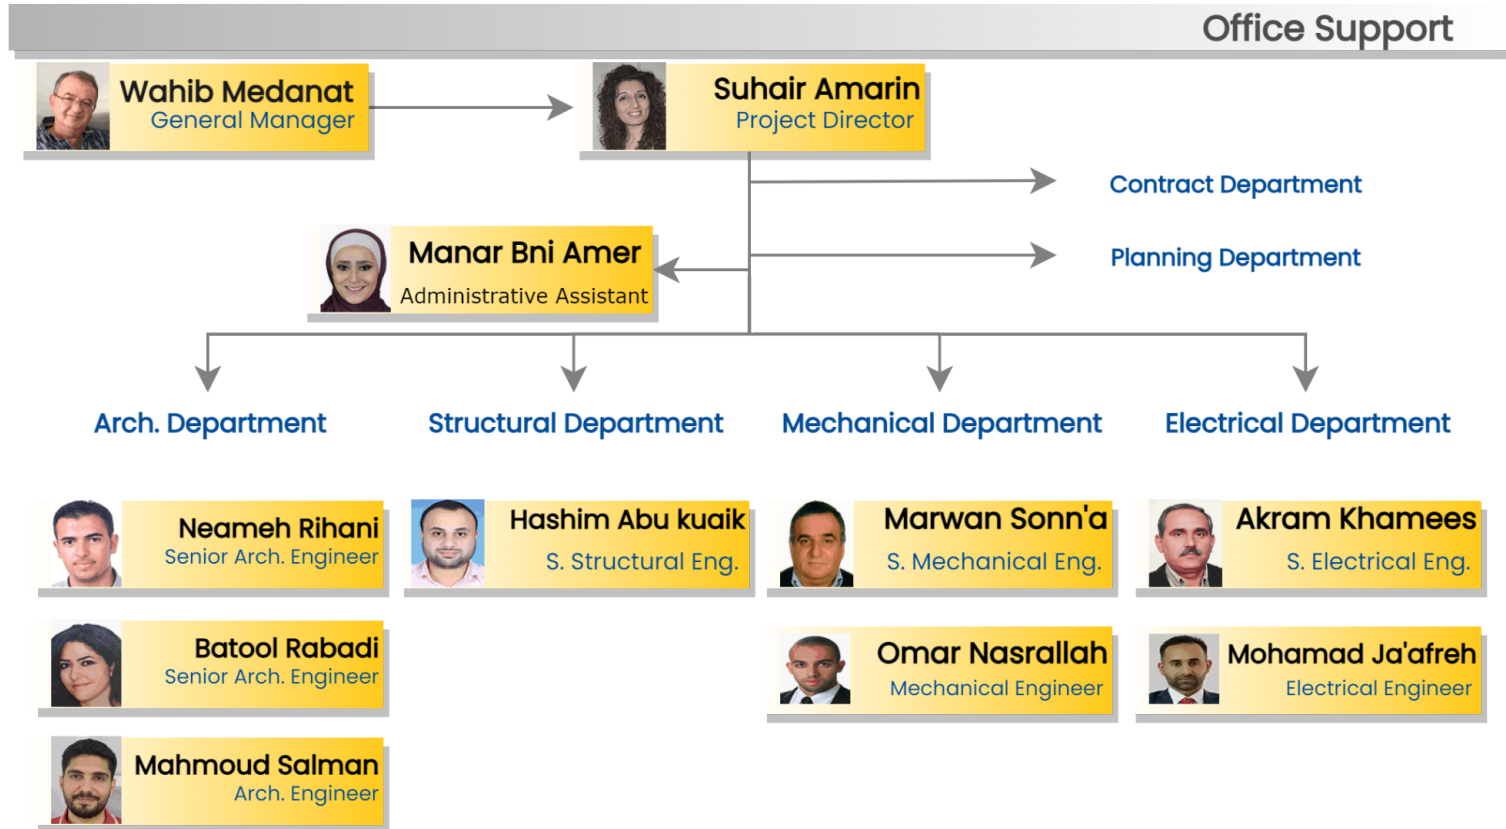 Office Support
Wahib Medanat
General Manager
Suhair Amarin
Project Director
Contract Department
Manar Bni Amer
Administrative Assistant
Planning Department
Arch. Department
Structural Department
Mechanical Department
Electrical Department
Neameh Rihani
Senior Arch. Engineer
Hashim Abu kuaik
S. Structural Eng.
Marwan Sonn'a
S. Mechanical Eng.
Akram Khamees
S. Electrical Eng.
Batool Rabadi
Senior Arch. Engineer
Omar Nasrallah
Mechanical Engineer
Mohamad Ja'afreh
Electrical Engineer
Mahmoud Salman
Arch. Engineer